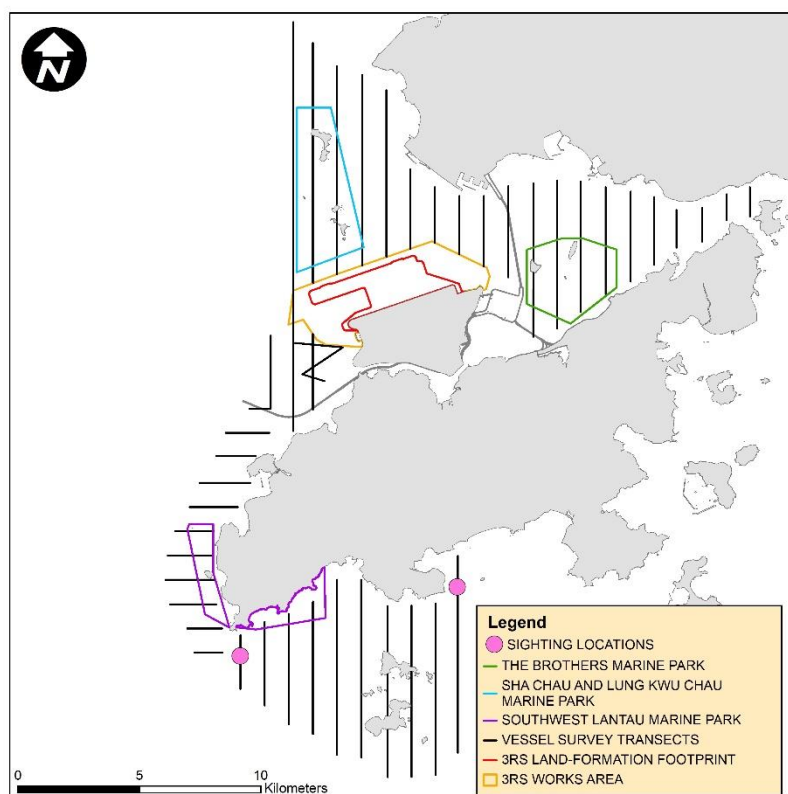 N
Legend
SIGHTING LOCATIONS
THE BROTHERS MARINE PARK
SHA CHAU AND LUNG KWU CHAU
MARINE PARK
SOUTHWEST LANTAU MARINE PARK
VESSEL SURVEY TRANSECTS
3RS LAND-FORMATION FOOTPRINT
3RS WORKS AREA
0 5 10
Kilometers